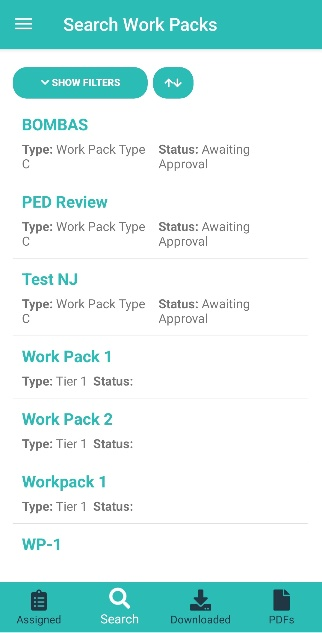 Search Work Packs
SHOW FILTERS
BOMBAS
Type: Work Pack Type C
Status: Awaiting Approval
PED Review
Type: Work Pack Type C
Status: Awaiting Approval
Test NJ
Type: Work Pack Type C
Status: Awaiting Approval
Work Pack 1
Type: Tier 1 Status:
Work Pack 2
Type: Tier 1 Status:
Workpack 1
Type: Tier 1 Status:
WP-1
Assigned
Search
Downloaded
PDFs